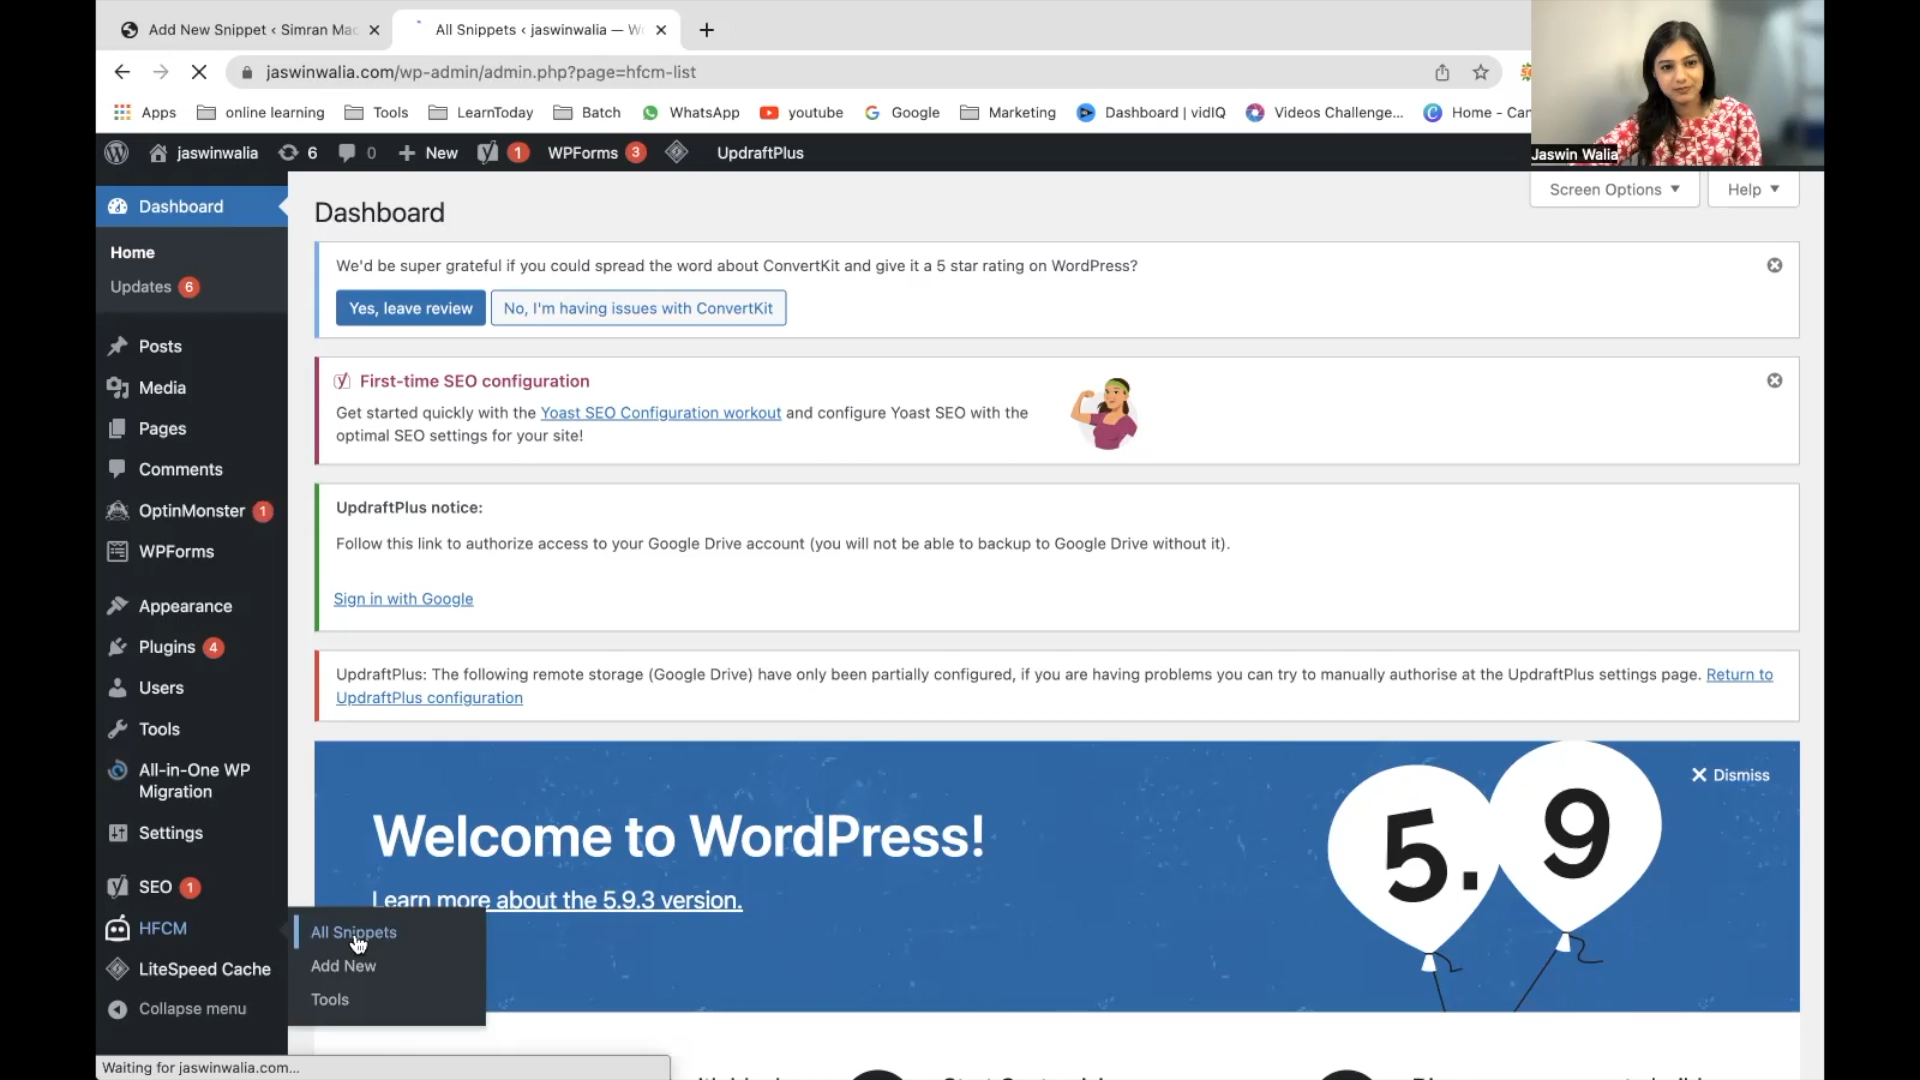 Add New Snippet ‹ Simran Mac
All Snippets ‹ jaswinwalia — W
jaswinwalia.com/wp-admin/admin.php?page=hfcm-list
Apps
online learning
Tools
LearnToday
Batch
WhatsApp
youtube
Google
Marketing
Dashboard | vidIQ
Videos Challenge...
Home - Can
Jaswin Walia
jaswinwalia
6
0
New
1
WPForms 3
UpdraftPlus
Screen Options
Help
Dashboard
Home
Updates 6
Posts
Media
Pages
Comments
OptinMonster 1
WPForms
Appearance
Plugins 4
Users
Tools
All-in-One WP
Migration
Settings
SEO 1
HFCM
LiteSpeed Cache
Collapse menu
All Snippets
Add New
Tools
Dashboard
We'd be super grateful if you could spread the word about ConvertKit and give it a 5 star rating on WordPress?
Yes, leave review
No, I'm having issues with ConvertKit
First-time SEO configuration
Get started quickly with the Yoast SEO Configuration workout and configure Yoast SEO with the
optimal SEO settings for your site!
UpdraftPlus notice:
Follow this link to authorize access to your Google Drive account (you will not be able to backup to Google Drive without it).
Sign in with Google
UpdraftPlus: The following remote storage (Google Drive) have only been partially configured, if you are having problems you can try to manually authorise at the UpdraftPlus settings page. Return to
UpdraftPlus configuration
Dismiss
Welcome to WordPress!
Learn more about the 5.9.3 version.
5.9
Waiting for jaswinwalia.com...